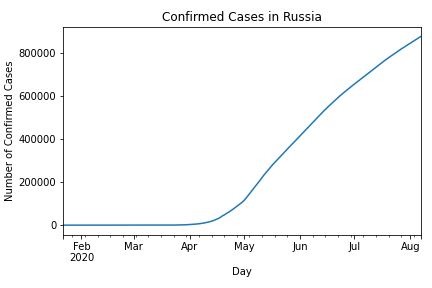 Confirmed Cases in Russia
Number of Confirmed Cases
800000
600000
400000
200000
0
Feb Mar Apr May Jun Jul Aug
2020
Day